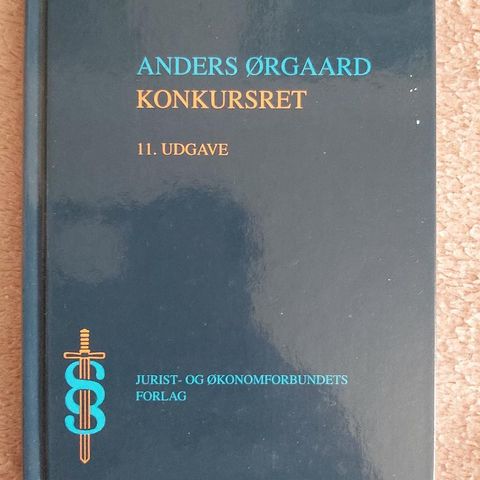 ANDERS ØRGAARD
KONKURSRET
11. UDGAVE
JURIST- OG ØKONOMFORBUNDETS
FORLAG